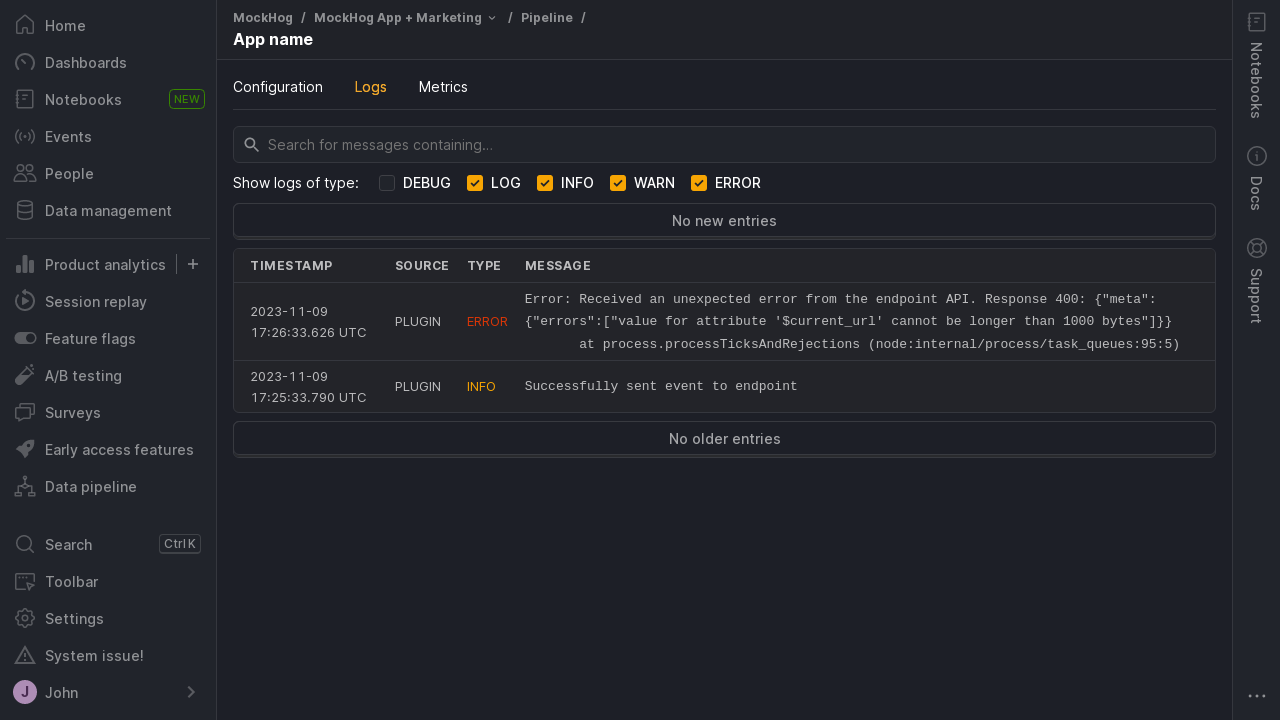 Home
Dashboards
Notebooks NEW
Events
People
Data management
Product analytics
Session replay
Feature flags
A/B testing
Surveys
Early access features
Data pipeline
Search Ctrl K
Toolbar
Settings
System issue!
J John
MockHog / MockHog App + Marketing / Pipeline /
App name
Configuration Logs Metrics
Search for messages containing…
Show logs of type: DEBUG LOG INFO WARN ERROR
No new entries
TIMESTAMP SOURCE TYPE MESSAGE
2023-11-09
17:26:33.626 UTC
PLUGIN
ERROR
Error: Received an unexpected error from the endpoint API. Response 400: {"meta":
{"errors":["value for attribute '$current_url' cannot be longer than 1000 bytes"]}}
at process.processTicksAndRejections (node:internal/process/task_queues:95:5)
2023-11-09
17:25:33.790 UTC
PLUGIN
INFO
Successfully sent event to endpoint
No older entries
Notebooks
Docs
Support